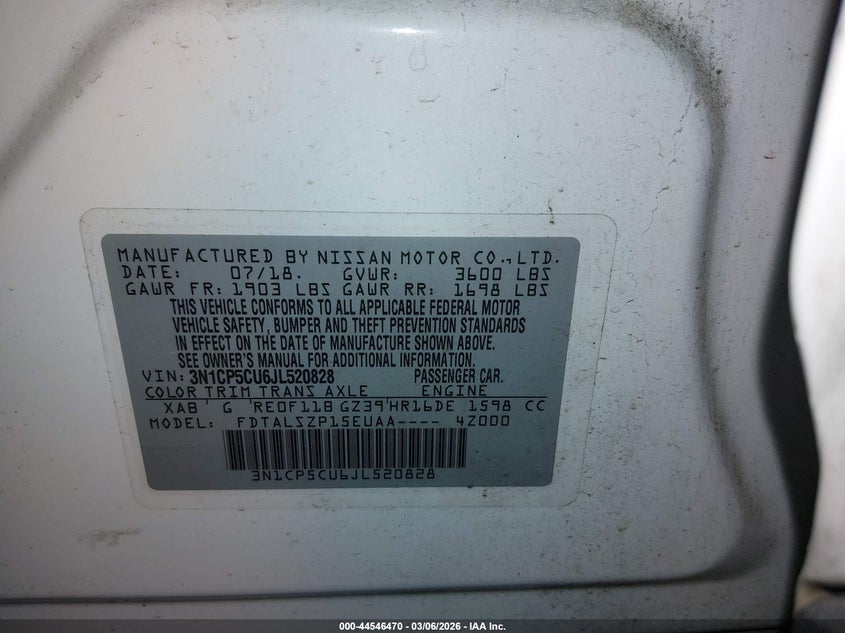 MANUFACTURED BY NISSAN MOTOR CO., LTD.
DATE: 07/18. GVWR: 3600 LBS
GAWR FR: 1903 LBS GAWR RR: 1698 LBS
THIS VEHICLE CONFORMS TO ALL APPLICABLE FEDERAL MOTOR
VEHICLE SAFETY, BUMPER AND THEFT PREVENTION STANDARDS
IN EFFECT ON THE DATE OF MANUFACTURE SHOWN ABOVE.
SEE OWNER'S MANUAL FOR ADDITIONAL INFORMATION.
VIN: 3N1CP5CU6JL520828 PASSENGER CAR.
COLOR TRIM TRANS AXLE ENGINE
XAB G RE0F11B GZ39 HR16DE 1598 CC
MODEL: FDTALSZP15EUAA---- 4Z000
3N1CP5CU6JL520828
000-44546470 - 03/06/2026 - IAA Inc.